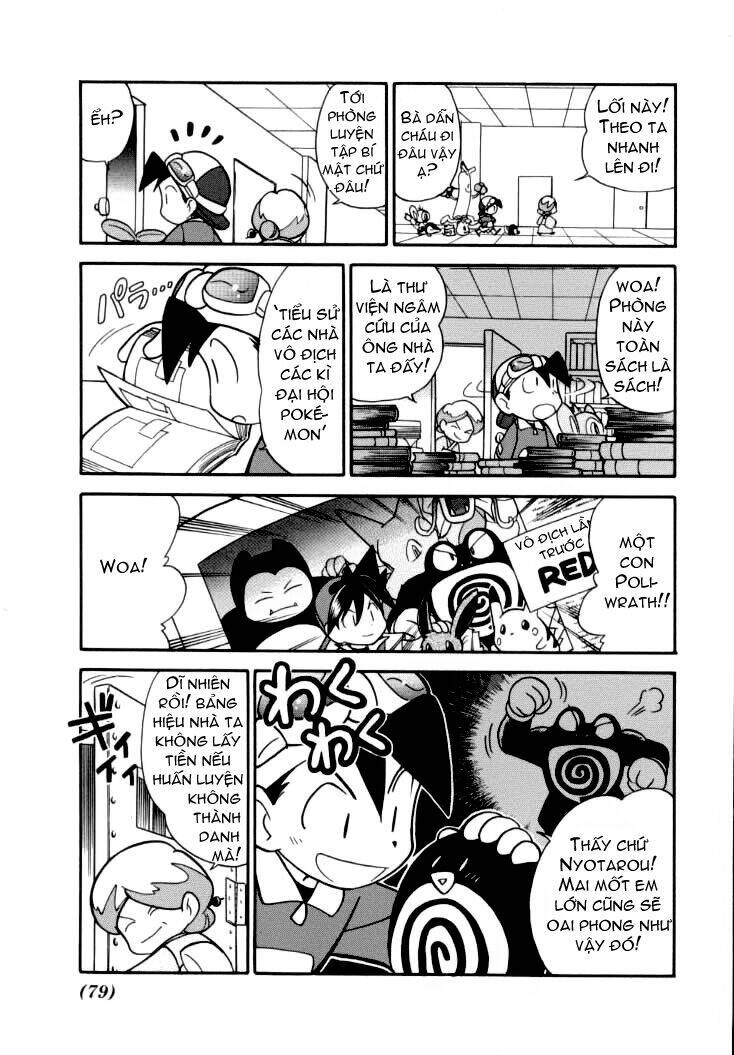 LỐI NÀY!
THEO TA
NHANH
LÊN ĐI!
BÀ DẪN
CHÁU ĐI
ĐÂU VẬY
Ạ?
TỚI
PHÒNG
LUYỆN
TẬP BÍ
MẬT CHỨ
ĐÂU!
ỂH?
WOA!
PHÒNG
NÀY
TOÀN
SÁCH LÀ
SÁCH!
LÀ THƯ
VIỆN NGÂM
CỨU CỦA
ÔNG NHÀ
TA ĐẤY!
'TIỂU SỬ
CÁC NHÀ
VÔ ĐỊCH
CÁC KÌ
ĐẠI HỘI
POKÉ-
MON'
パラ…
MỘT
CON
POLI-
WRATH!!
VÔ ĐỊCH LẦN
TRƯỚC
RED
WOA!
THẤY CHỨ
NYOTAROU!
MAI MỐT EM
LỚN CŨNG SẼ
OAI PHONG NHƯ
VẬY ĐÓ!
わく
わく
DĨ NHIÊN
RỒI! BẢNG
HIỆU NHÀ TA
KHÔNG LẤY
TIỀN NẾU
HUẤN LUYỆN
KHÔNG
THÀNH
DANH
MÀ!
ギィィ
(79)